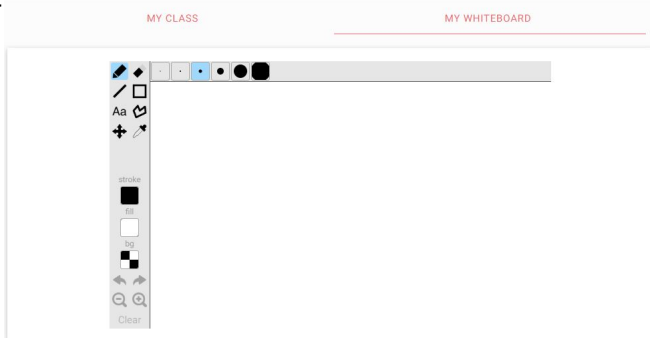 MY CLASS
MY WHITEBOARD
Aa
stroke
fill
bg
Clear